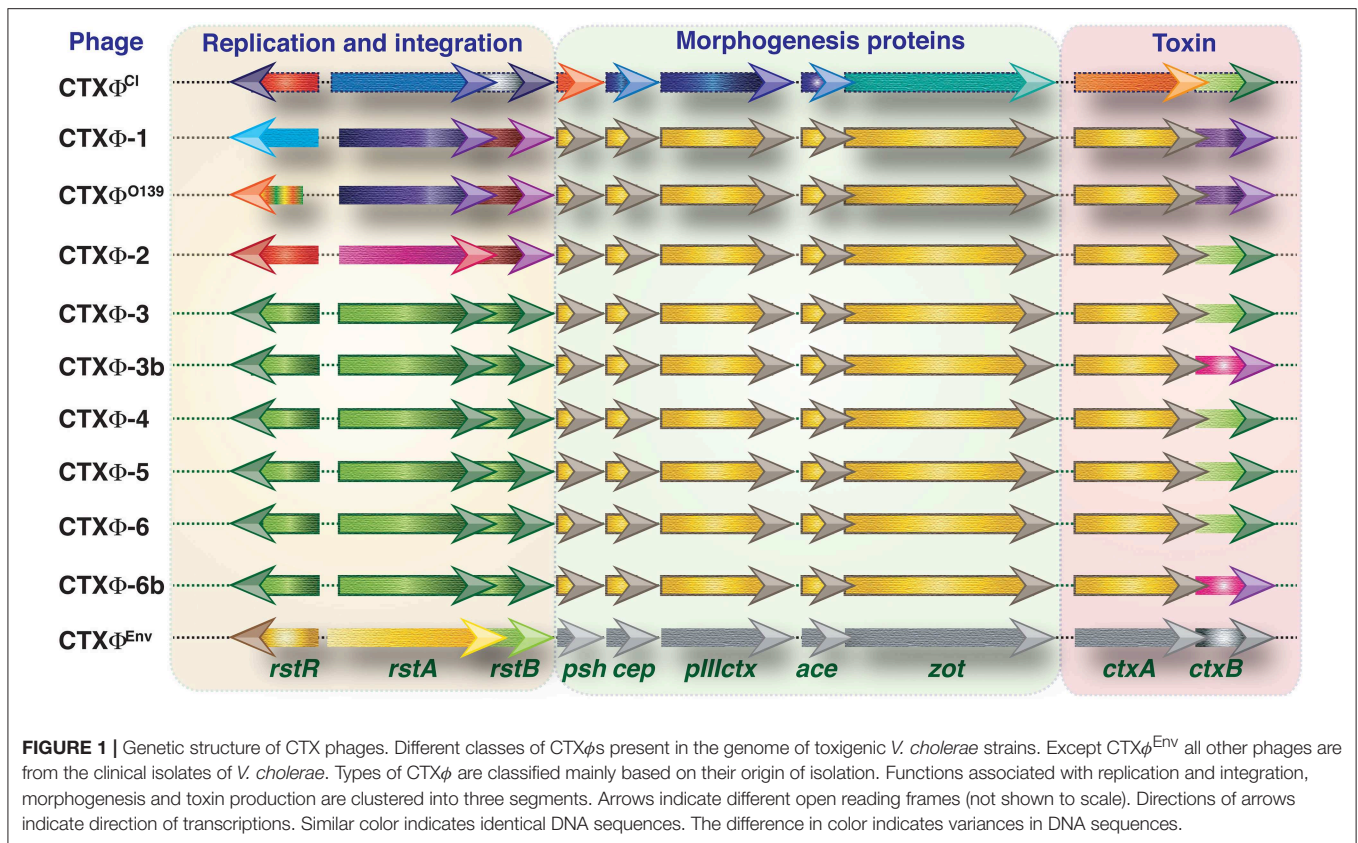 Phage
Replication and integration
Morphogenesis proteins
Toxin
CTXΦCl
CTXΦ-1
CTXΦO139
CTXΦ-2
CTXΦ-3
CTXΦ-3b
CTXΦ-4
CTXΦ-5
CTXΦ-6
CTXΦ-6b
CTXΦEnv
rstR rstA rstB psh cep pIIIctx ace zot ctxA ctxB
FIGURE 1 | Genetic structure of CTX phages. Different classes of CTXϕs present in the genome of toxigenic V. cholerae strains. Except CTXϕEnv all other phages are
from the clinical isolates of V. cholerae. Types of CTXϕ are classified mainly based on their origin of isolation. Functions associated with replication and integration,
morphogenesis and toxin production are clustered into three segments. Arrows indicate different open reading frames (not shown to scale). Directions of arrows
indicate direction of transcriptions. Similar color indicates identical DNA sequences. The difference in color indicates variances in DNA sequences.